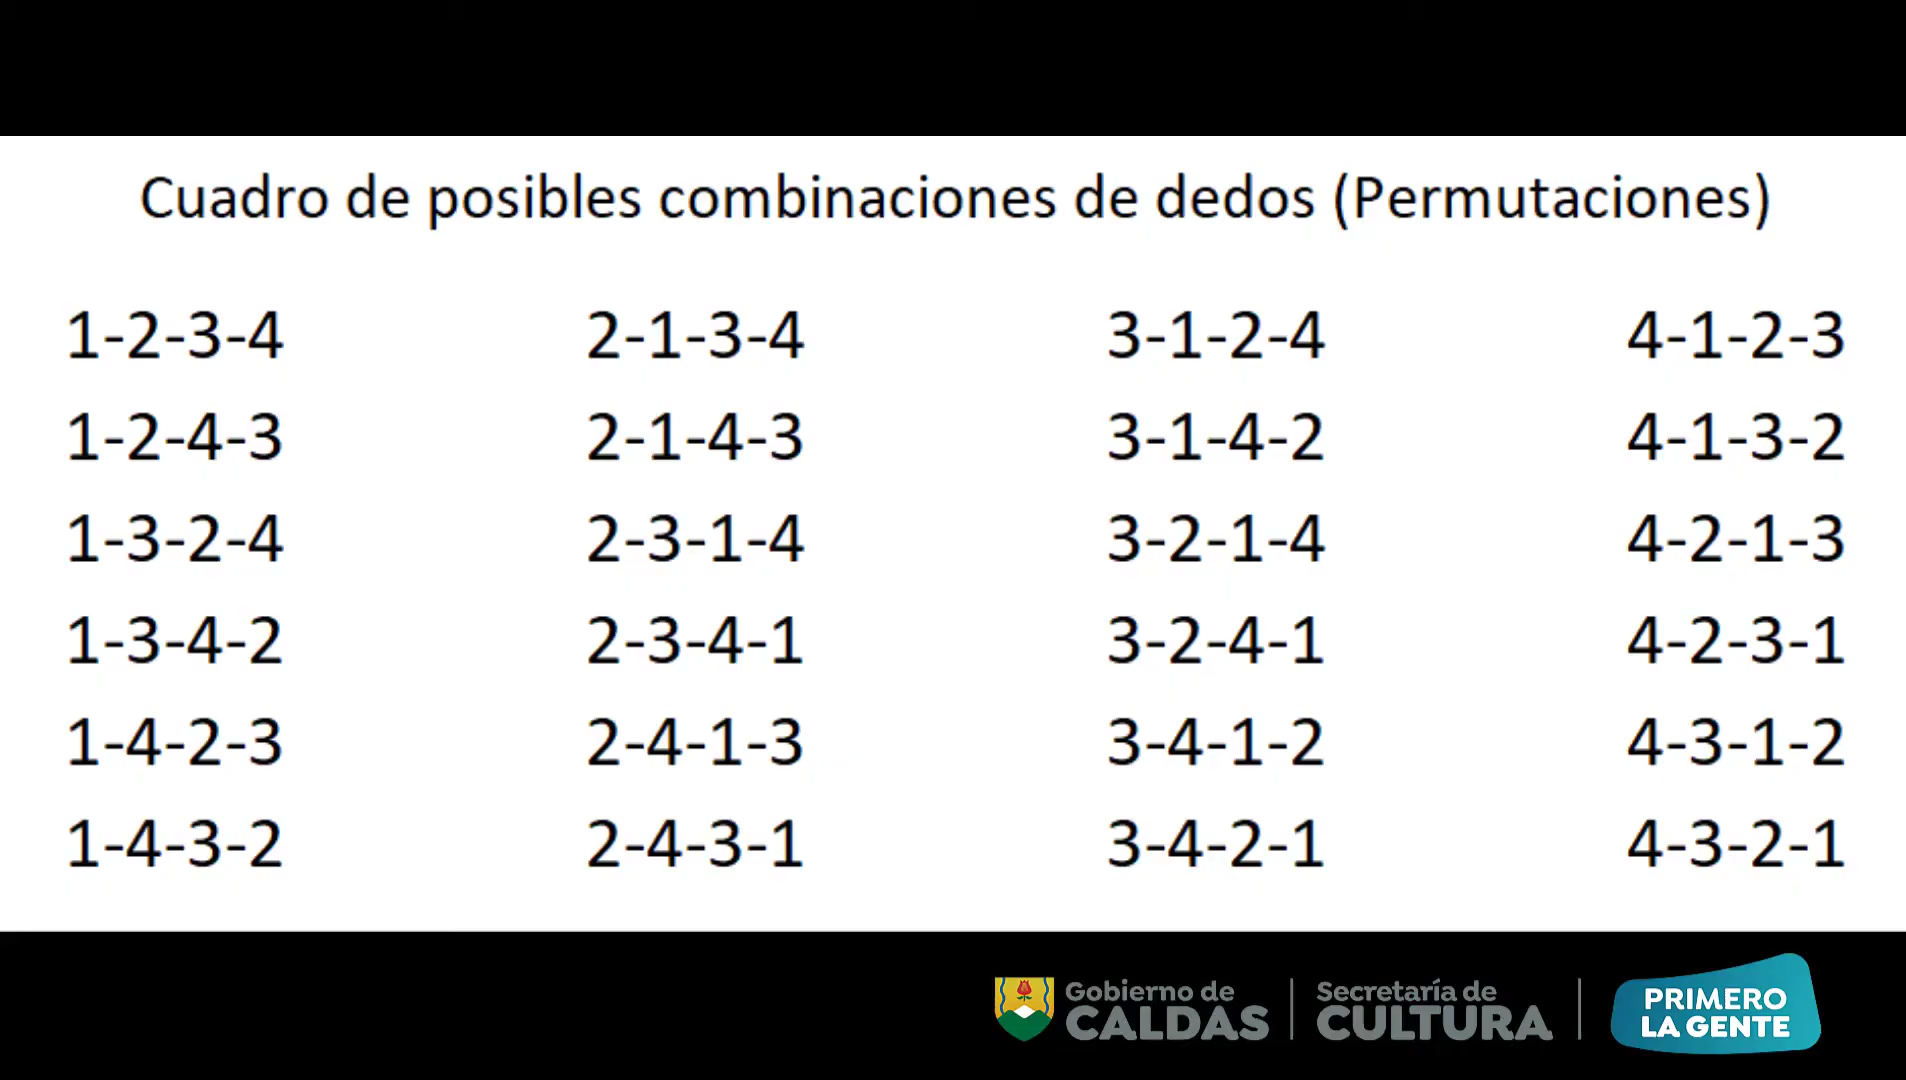 Cuadro de posibles combinaciones de dedos (Permutaciones)
1-2-3-4 2-1-3-4 3-1-2-4 4-1-2-3
1-2-4-3 2-1-4-3 3-1-4-2 4-1-3-2
1-3-2-4 2-3-1-4 3-2-1-4 4-2-1-3
1-3-4-2 2-3-4-1 3-2-4-1 4-2-3-1
1-4-2-3 2-4-1-3 3-4-1-2 4-3-1-2
1-4-3-2 2-4-3-1 3-4-2-1 4-3-2-1
Gobierno de
CALDAS
Secretaría de
CULTURA
PRIMERO
LA GENTE